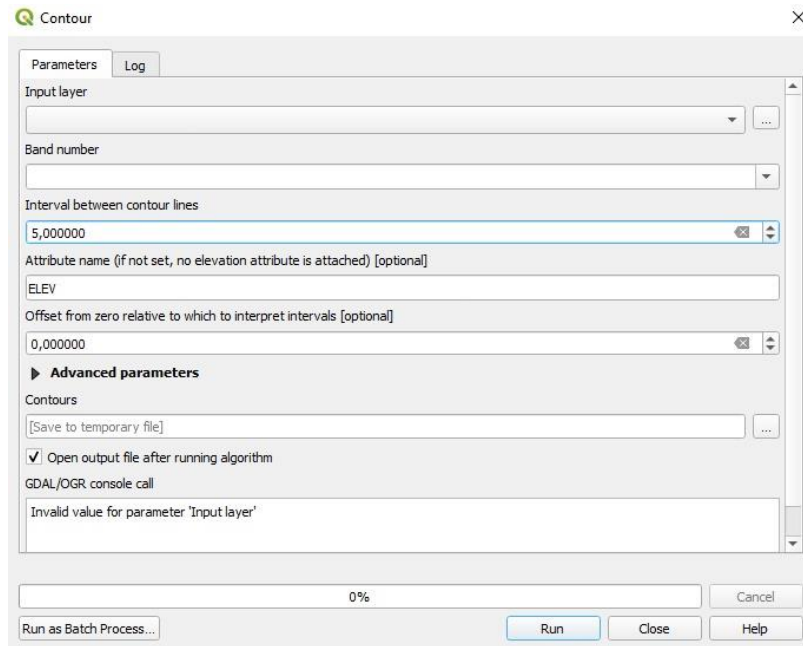 Contour
Parameters
Log
Input layer
...
Band number
Interval between contour lines
5,000000
Attribute name (if not set, no elevation attribute is attached) [optional]
ELEV
Offset from zero relative to which to interpret intervals [optional]
0,000000
Advanced parameters
Contours
[Save to temporary file]
...
Open output file after running algorithm
GDAL/OGR console call
Invalid value for parameter 'Input layer'
0%
Cancel
Run as Batch Process...
Run
Close
Help